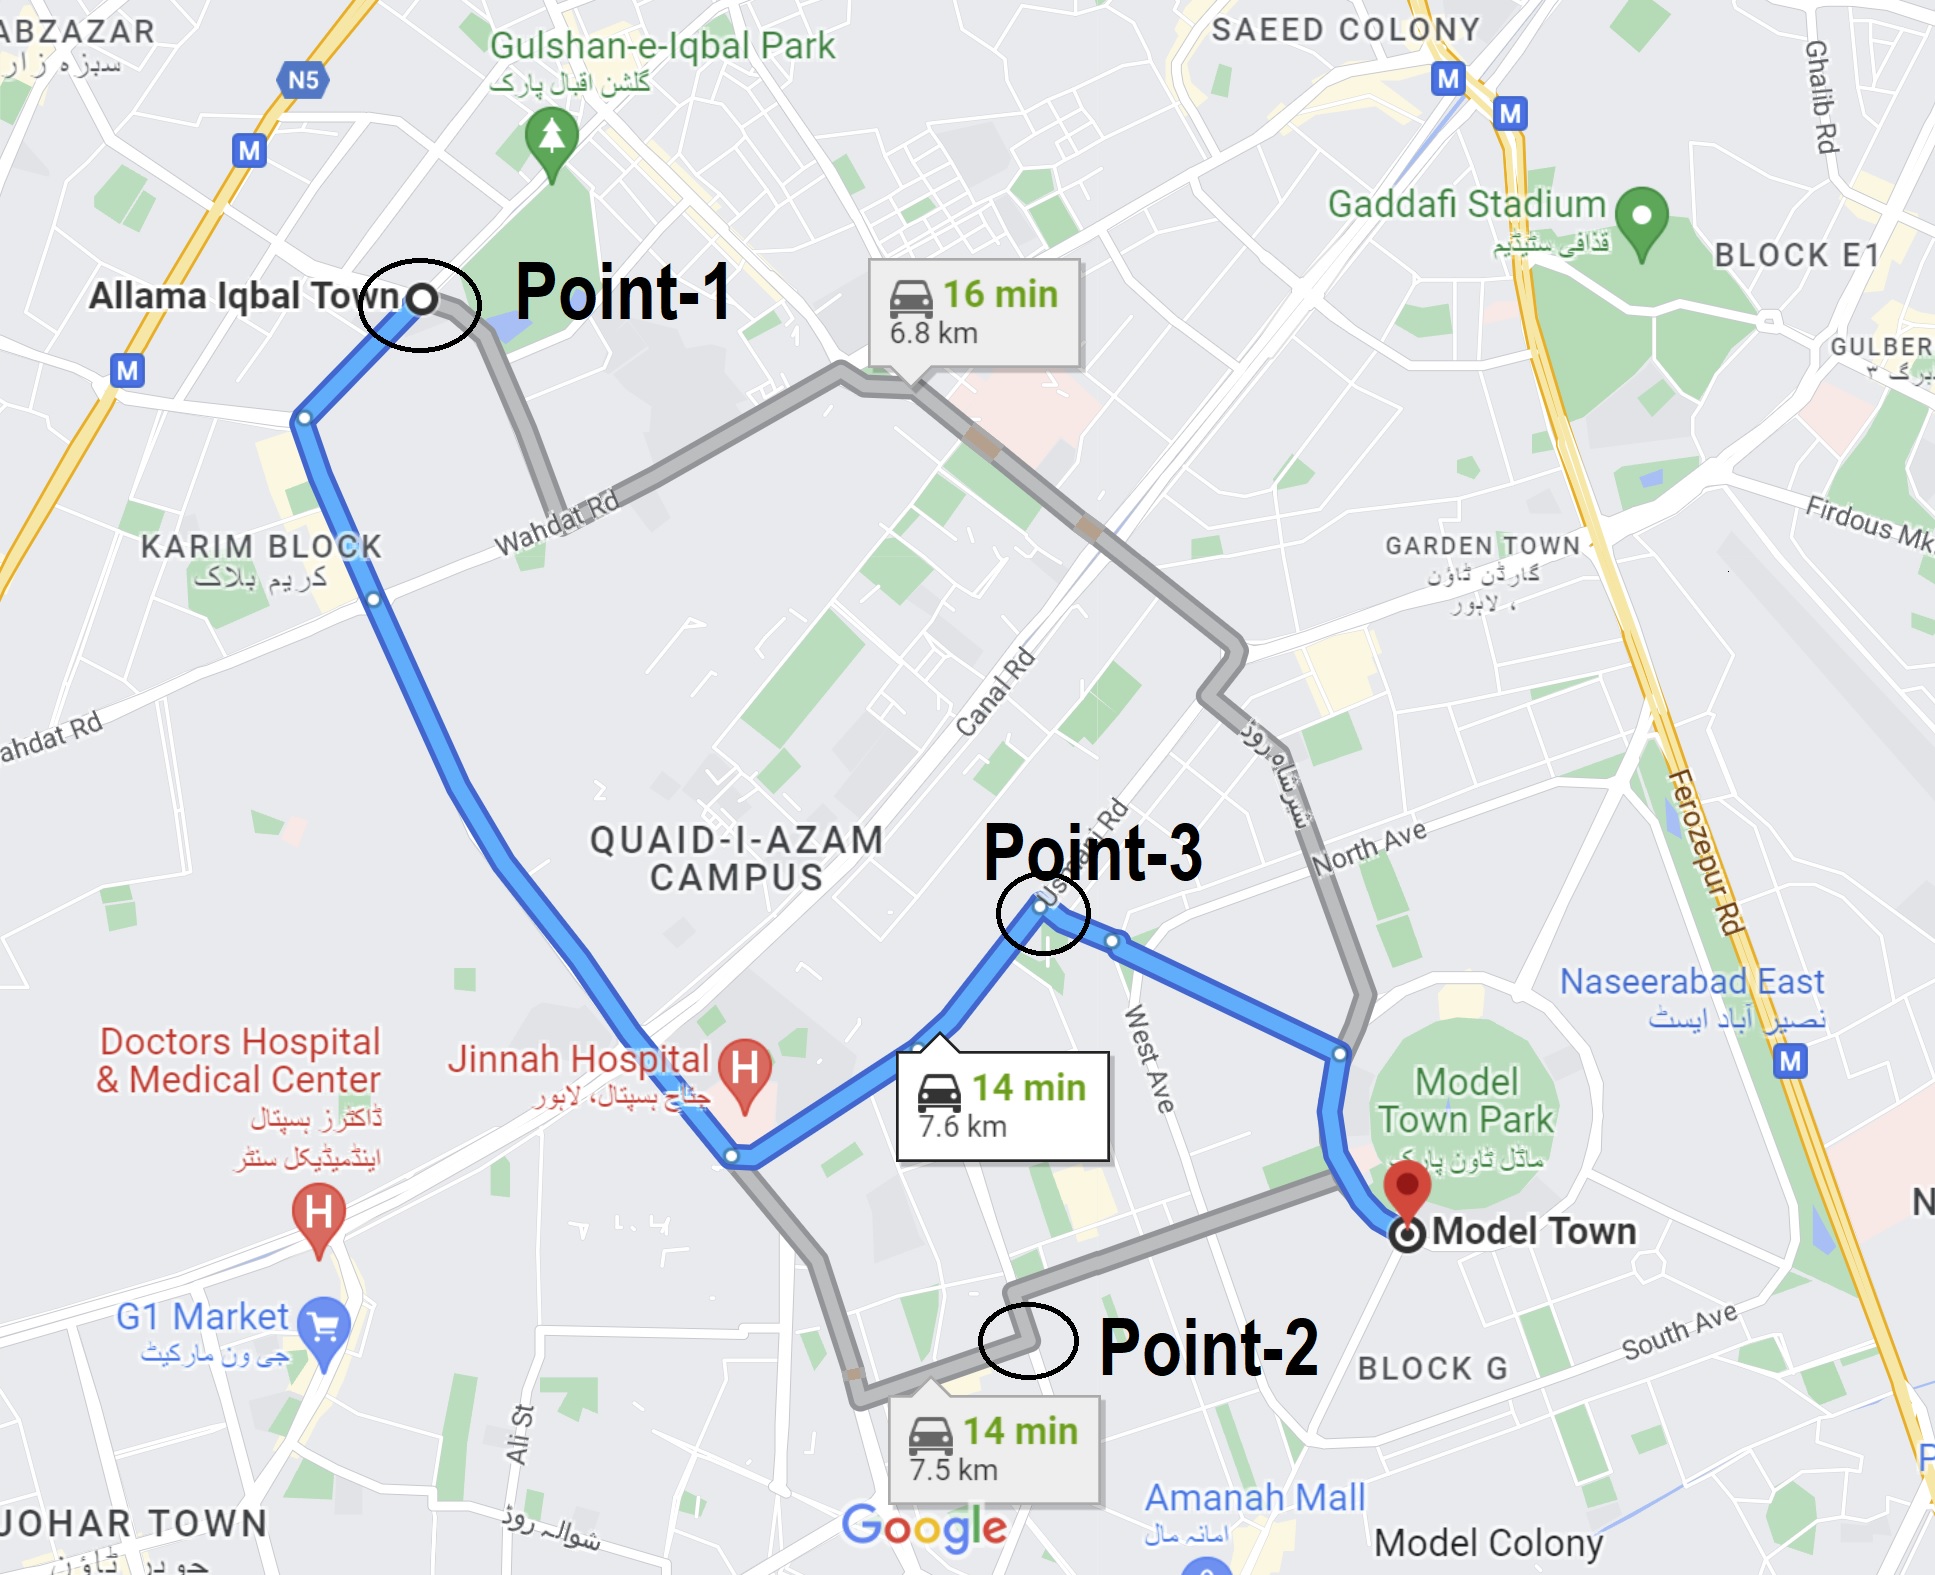 ABZAZAR
سبزہ زار
N5
M
Gulshan-e-Iqbal Park
گلشن اقبال پارک
SAEED COLONY
M
M
Ghalib Rd
Gaddafi Stadium
قذافی سٹیڈیم
BLOCK E1
Allama Iqbal Town
Point-1
16 min
6.8 km
M
GULBER
Wahdat Rd
Firdous Mk
KARIM BLOCK
کریم بلاک
GARDEN TOWN
گارڈن ٹاؤن
، لاہور
Canal Rd
ahdat Rd
شیر شاہ روڈ
Ferozepur Rd
QUAID-I-AZAM
CAMPUS
Point-3
Usmani Rd
North Ave
Naseerabad East
نصیر آباد ایسٹ
M
West Ave
Doctors Hospital
& Medical Center
ڈاکٹرز ہسپتال
اینڈمیڈیکل سنٹر
H
Jinnah Hospital
جناح ہسپتال، لاہور
H
14 min
7.6 km
Model
Town Park
ماڈل ٹاون پارک
Model Town
N
G1 Market
جی ون مارکیٹ
Point-2
South Ave
BLOCK G
14 min
7.5 km
Ali St
Google
Amanah Mall
امانہ مال
Model Colony
P
JOHAR TOWN
جوہر ٹاؤن
شوالہ روڈ